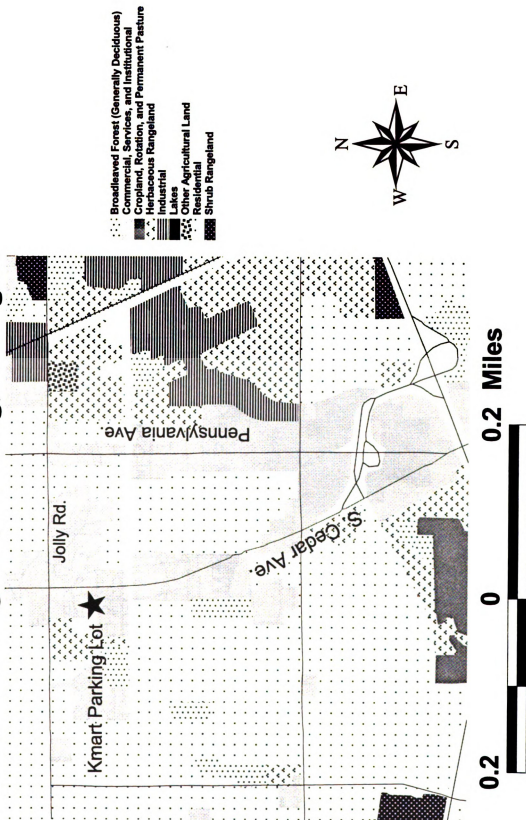 Broadleaved Forest (Generally Deciduous)
Commercial, Services, and Institutional
Cropland, Rotation, and Permanent Pasture
Herbaceous Rangeland
Industrial
Lakes
Other Agricultural Land
Residential
Shrub Rangeland
N
E
W
S
Jolly Rd.
Pennsylvania Ave.
Kmart Parking Lot
S. Cedar Ave.
0.2
0
0.2 Miles